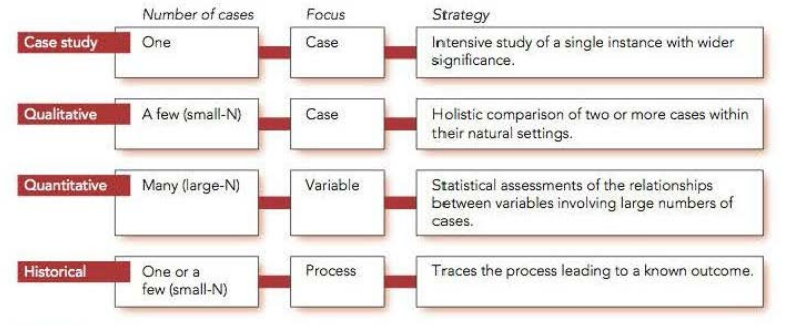 Number of cases Focus Strategy
Case study One Case Intensive study of a single instance with wider
significance.
Qualitative A few (small-N) Case Holistic comparison of two or more cases within
their natural settings.
Quantitative Many (large-N) Variable Statistical assessments of the relationships
between variables involving large numbers of
cases.
Historical One or a Process Traces the process leading to a known outcome.
few (small-N)